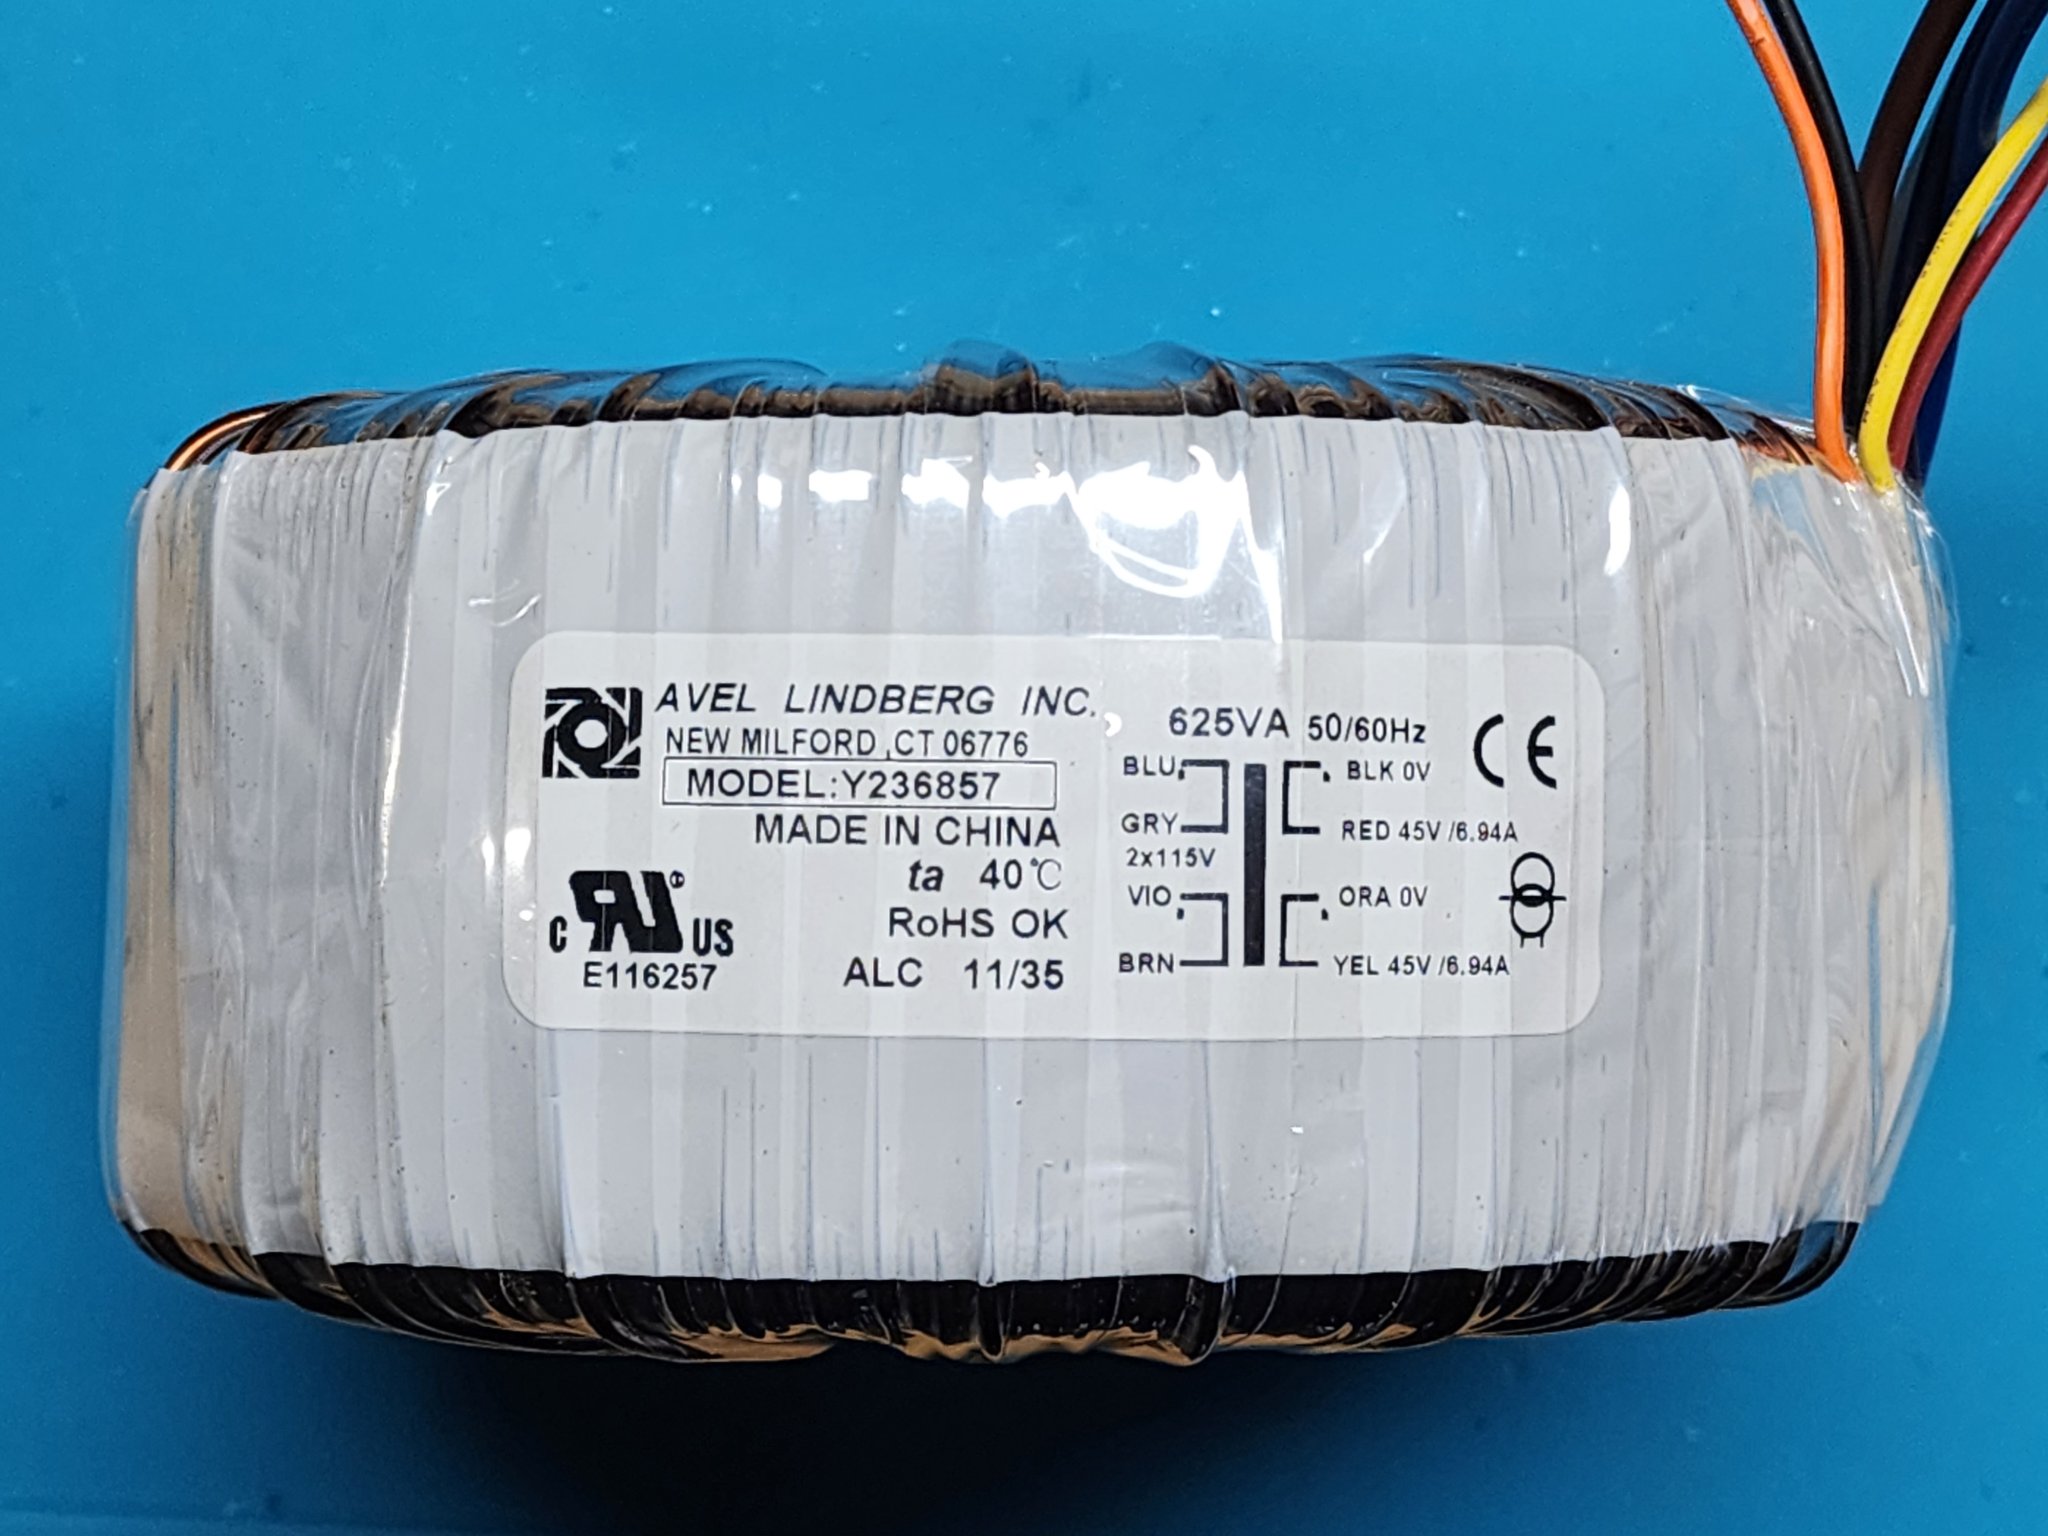 AVEL LINDBERG INC.
NEW MILFORD ,CT 06776
MODEL:Y236857
MADE IN CHINA
ta 40℃
RoHS OK
ALC 11/35
C RU ® US
E116257
625VA 50/60Hz
CE
BLU
GRY
2x115V
VIO
BRN
BLK 0V
RED 45V /6.94A
ORA 0V
YEL 45V /6.94A